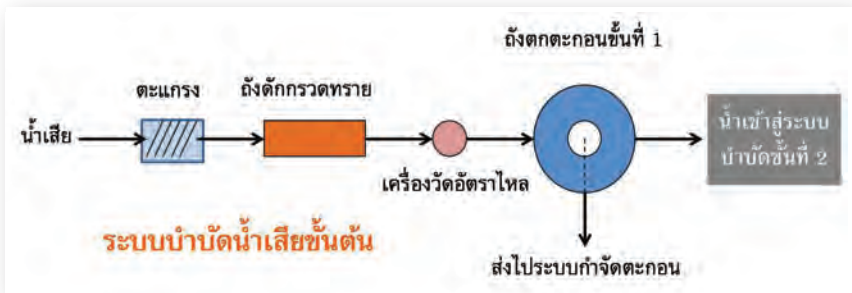 ถังตกตะกอนขั้นที่ 1
ตะแกรง
ถังดักกรวดทราย
น้ำเสีย
น้ำเข้าสู่ระบบ
บำบัดขั้นที่ 2
เครื่องวัดอัตราไหล
ระบบบำบัดน้ำเสียขั้นต้น
ส่งไประบบกำจัดตะกอน